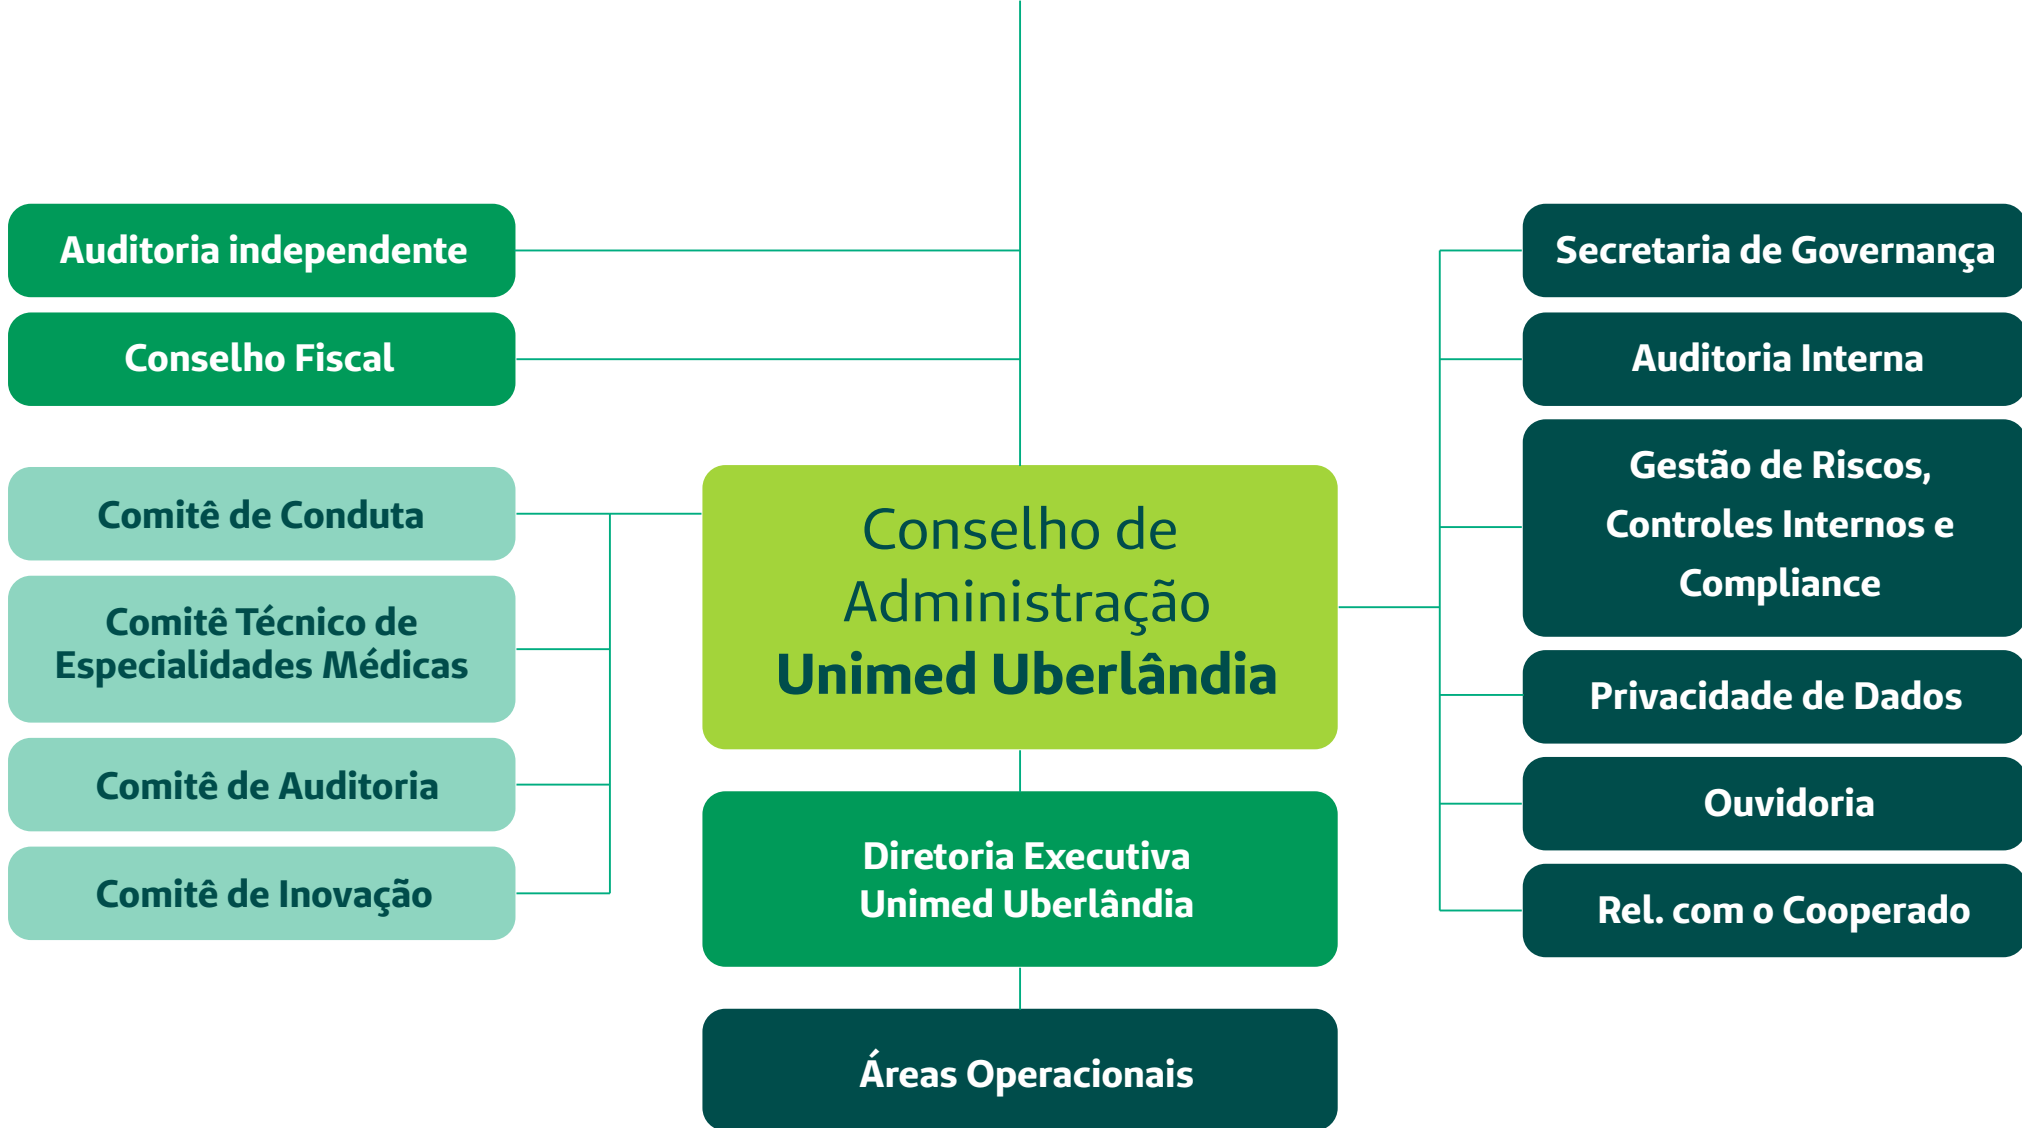 Auditoria independente
Conselho Fiscal
Comitê de Conduta
Comitê Técnico de
Especialidades Médicas
Comitê de Auditoria
Comitê de Inovação
Conselho de
Administração
Unimed Uberlândia
Diretoria Executiva
Unimed Uberlândia
Áreas Operacionais
Secretaria de Governança
Auditoria Interna
Gestão de Riscos,
Controles Internos e
Compliance
Privacidade de Dados
Ouvidoria
Rel. com o Cooperado